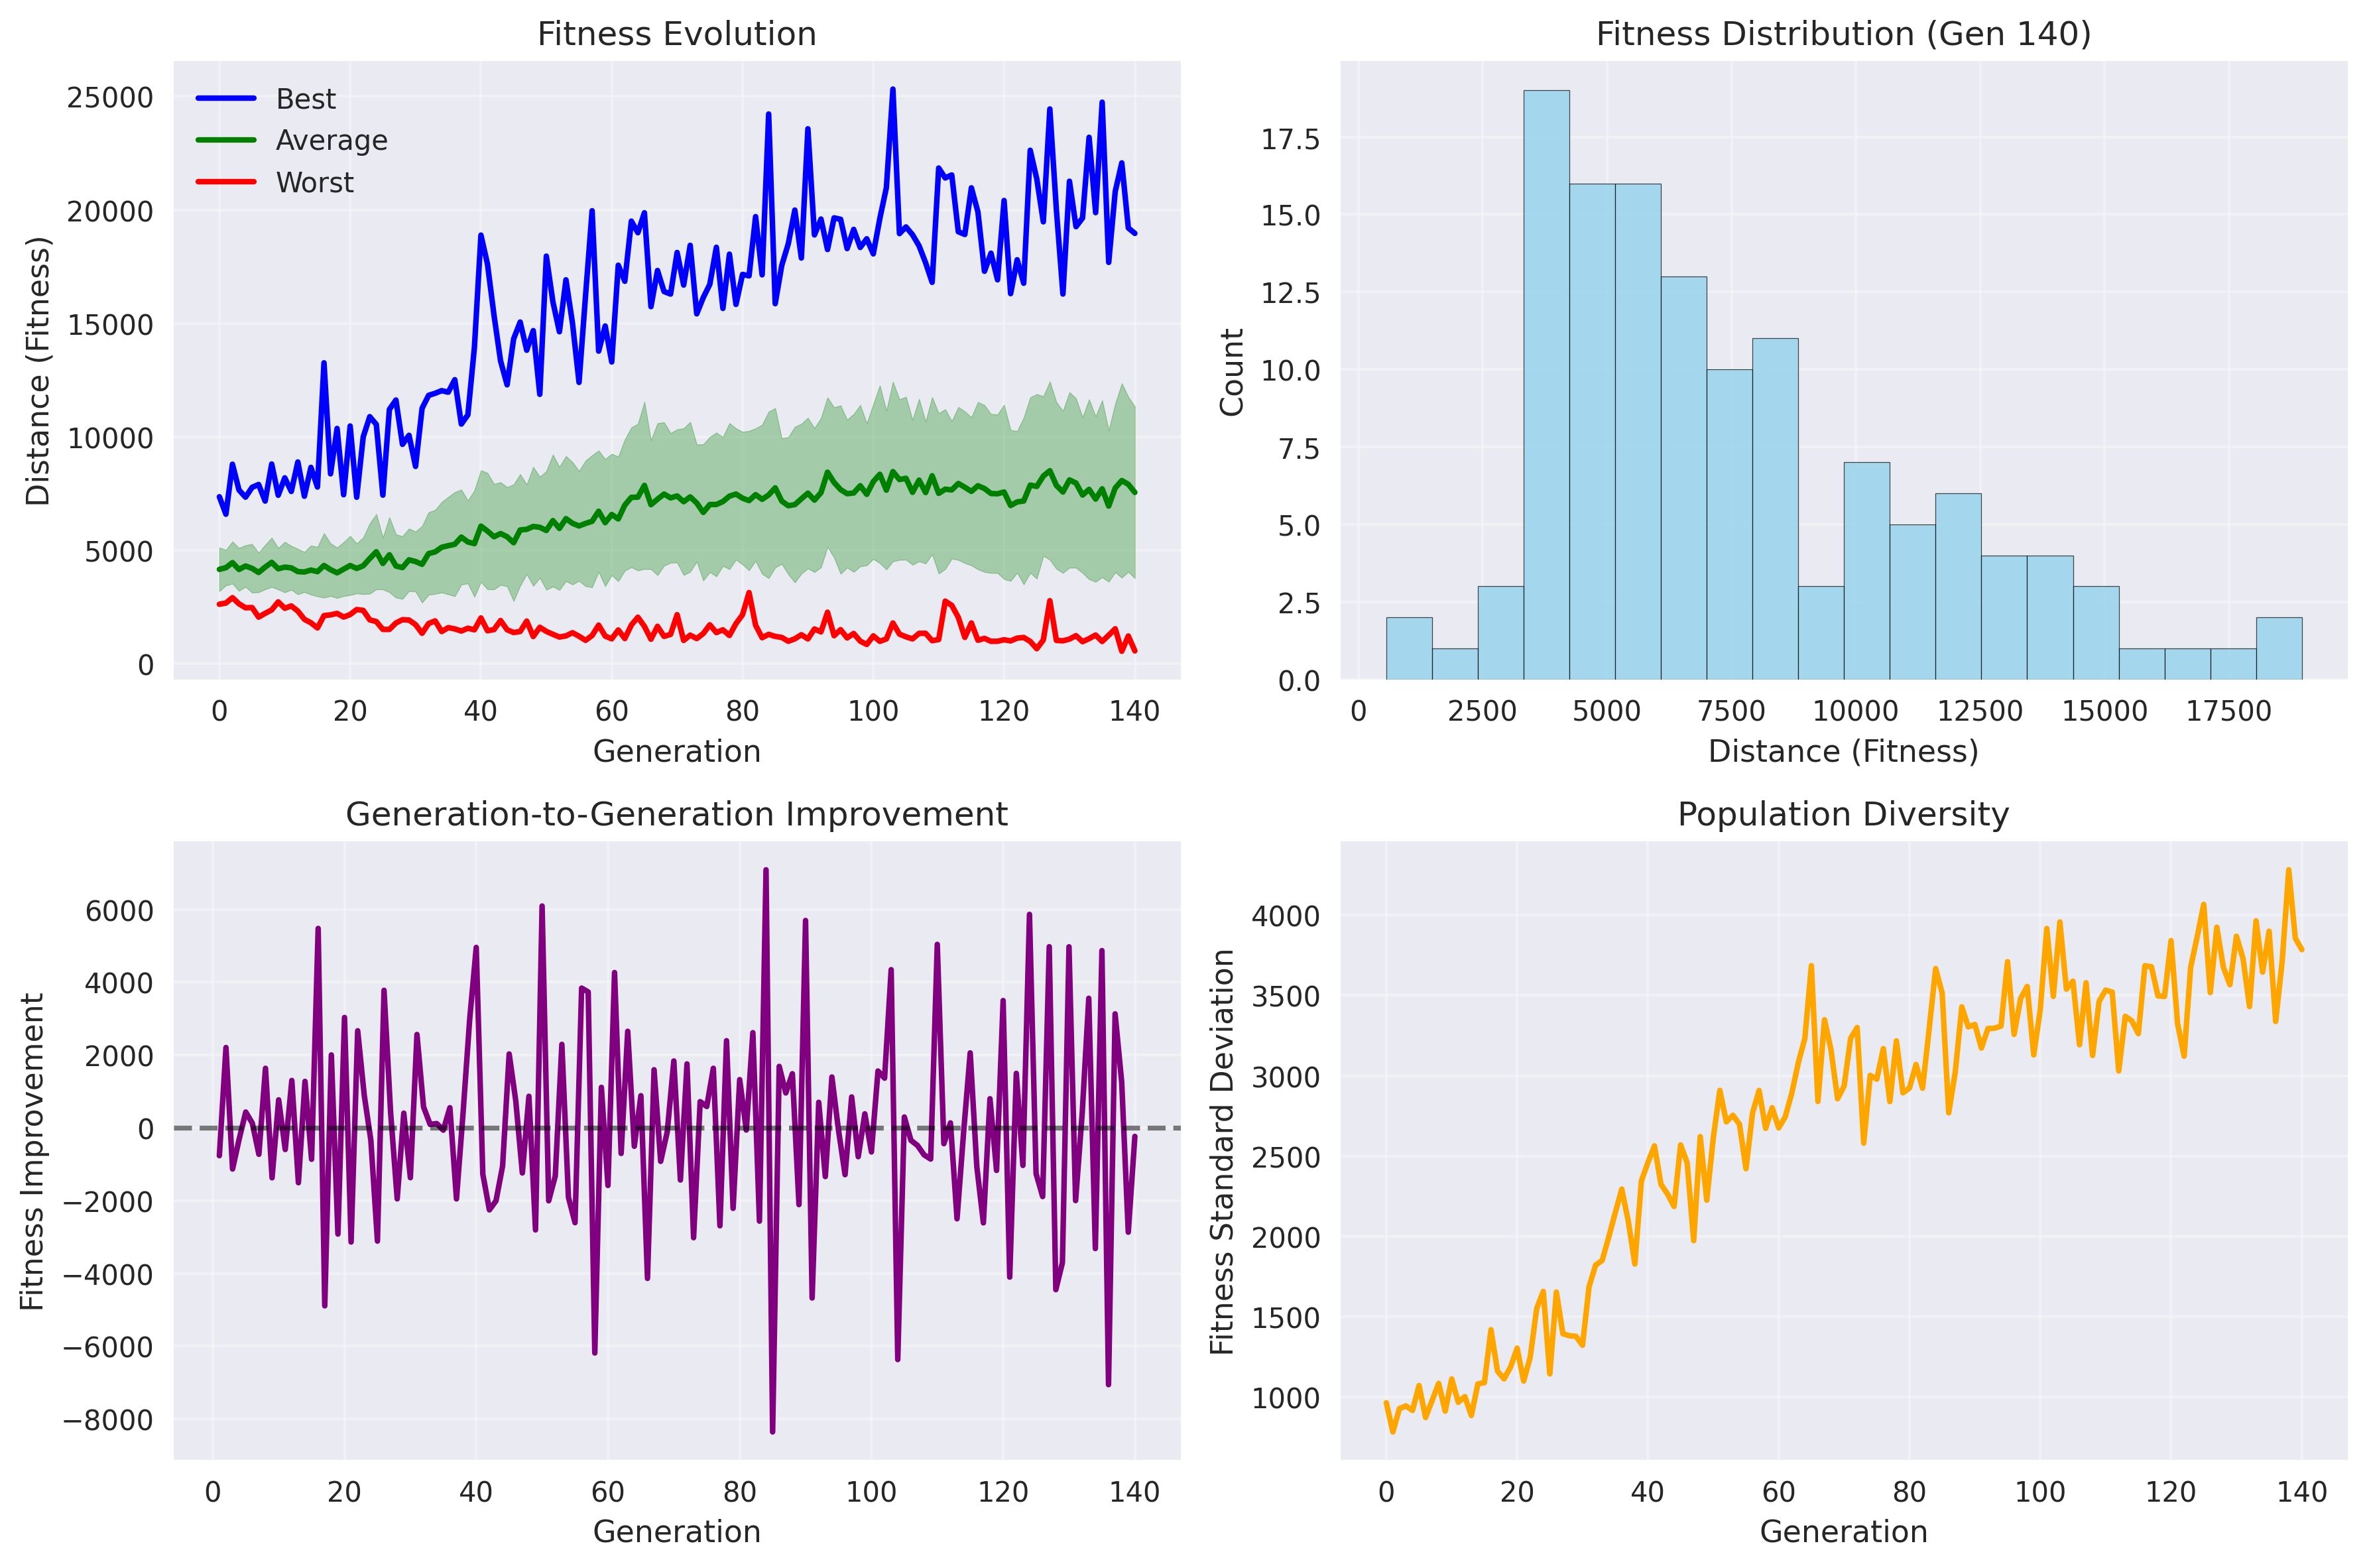 Fitness Evolution
Distance (Fitness)
25000
20000
15000
10000
5000
0
Best
Average
Worst
0 20 40 60 80 100 120 140
Generation
Fitness Distribution (Gen 140)
Count
17.5
15.0
12.5
10.0
7.5
5.0
2.5
0.0
0 2500 5000 7500 10000 12500 15000 17500
Distance (Fitness)
Generation-to-Generation Improvement
Fitness Improvement
6000
4000
2000
0
−2000
−4000
−6000
−8000
0 20 40 60 80 100 120 140
Generation
Population Diversity
Fitness Standard Deviation
4000
3500
3000
2500
2000
1500
1000
0 20 40 60 80 100 120 140
Generation